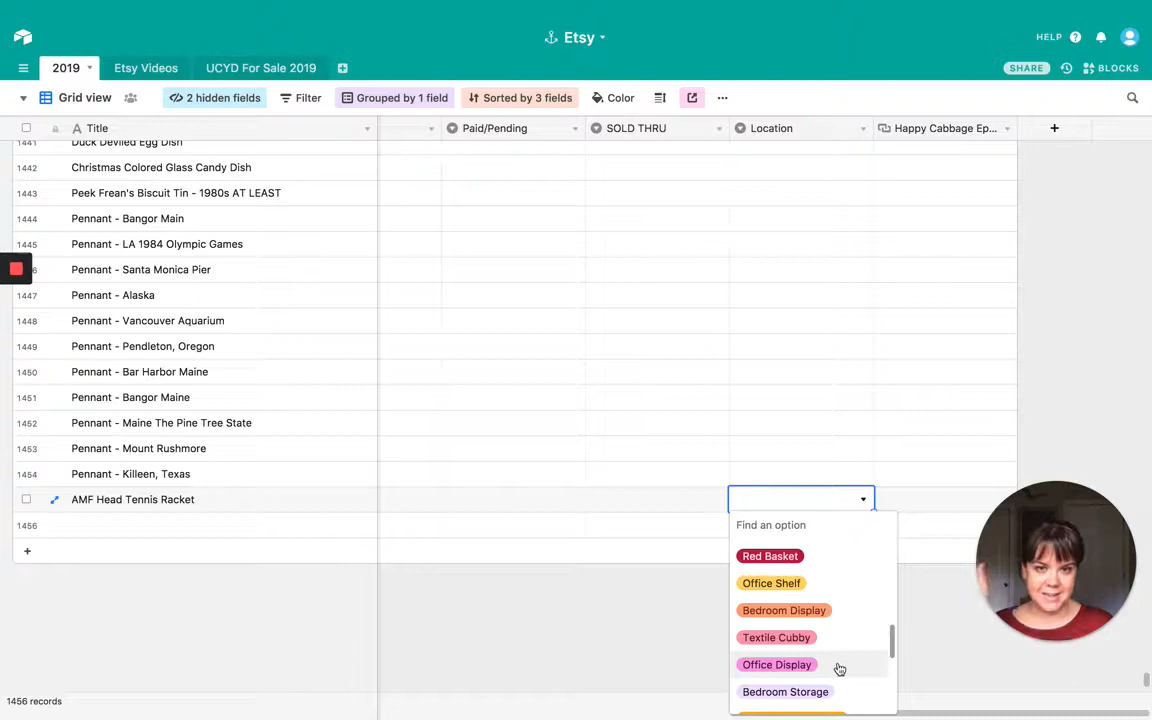 Etsy
HELP
2019
Etsy Videos
UCYD For Sale 2019
SHARE
BLOCKS
Grid view
2 hidden fields
Filter
Grouped by 1 field
Sorted by 3 fields
Color
Title
Paid/Pending
SOLD THRU
Location
Happy Cabbage Ep...
1441 Duck Deviled Egg Dish
1442 Christmas Colored Glass Candy Dish
1443 Peek Frean's Biscuit Tin - 1980s AT LEAST
1444 Pennant - Bangor Main
1445 Pennant - LA 1984 Olympic Games
6 Pennant - Santa Monica Pier
1447 Pennant - Alaska
1448 Pennant - Vancouver Aquarium
1449 Pennant - Pendleton, Oregon
1450 Pennant - Bar Harbor Maine
1451 Pennant - Bangor Maine
1452 Pennant - Maine The Pine Tree State
1453 Pennant - Mount Rushmore
1454 Pennant - Killeen, Texas
AMF Head Tennis Racket
1456
Find an option
Red Basket
Office Shelf
Bedroom Display
Textile Cubby
Office Display
Bedroom Storage
1456 records